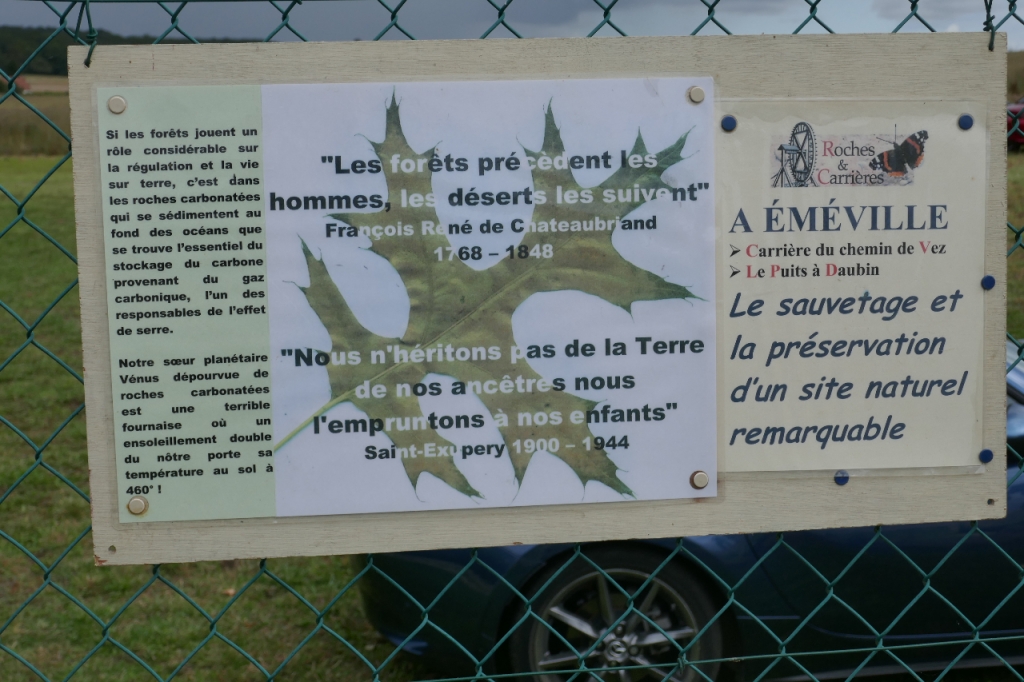 Si les forêts jouent un
rôle considérable sur
la régulation et la vie
sur terre, c'est dans
les roches carbonatées
qui se sédimentent au
fond des océans que
se trouve l'essentiel du
stockage du carbone
provenant du gaz
carbonique, l'un des
responsables de l'effet
de serre.
Notre sœur planétaire
Vénus dépourvue de
roches carbonatées
est une terrible
fournaise où un
ensoleillement double
du nôtre porte sa
température au sol à
460° !
"Les forêts précèdent les
hommes, les déserts les suivent"
François René de Chateaubriand
1768 – 1848
"Nous n'héritons pas de la Terre
de nos ancêtres nous
l'empruntons à nos enfants"
Saint-Exupery 1900 – 1944
Roches
&
Carrières
A ÉMÉVILLE
➢ Carrière du chemin de Vez
➢ Le Puits à Daubin
Le sauvetage et
la préservation
d'un site naturel
remarquable